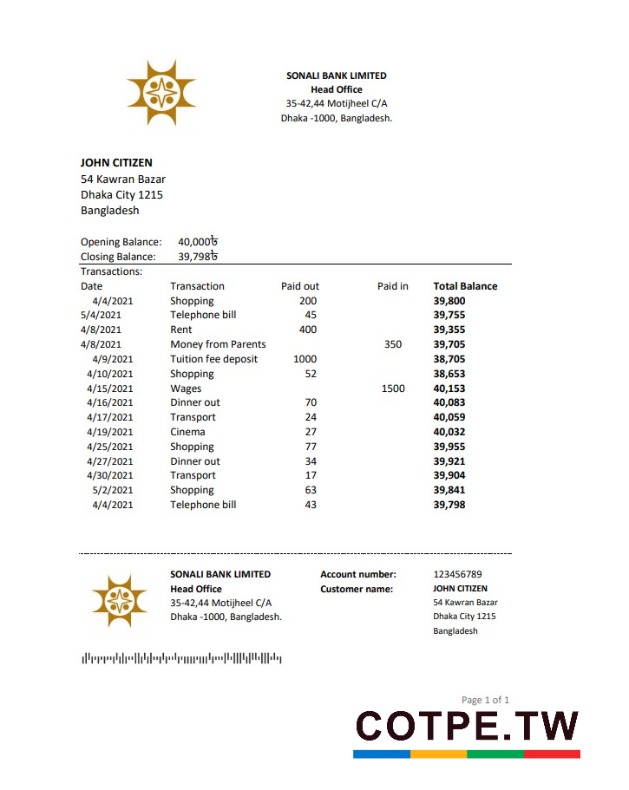 SONALI BANK LIMITED
Head Office
35-42,44 Motijheel C/A
Dhaka -1000, Bangladesh.
JOHN CITIZEN
54 Kawran Bazar
Dhaka City 1215
Bangladesh
Opening Balance: 40,000৳
Closing Balance: 39,798৳
Transactions:
Date Transaction Paid out Paid in Total Balance
4/4/2021 Shopping 200 39,800
5/4/2021 Telephone bill 45 39,755
4/8/2021 Rent 400 39,355
4/8/2021 Money from Parents 350 39,705
4/9/2021 Tuition fee deposit 1000 38,705
4/10/2021 Shopping 52 38,653
4/15/2021 Wages 1500 40,153
4/16/2021 Dinner out 70 40,083
4/17/2021 Transport 24 40,059
4/19/2021 Cinema 27 40,032
4/25/2021 Shopping 77 39,955
4/27/2021 Dinner out 34 39,921
4/30/2021 Transport 17 39,904
5/2/2021 Shopping 63 39,841
4/4/2021 Telephone bill 43 39,798
SONALI BANK LIMITED Account number: 123456789
Head Office Customer name: JOHN CITIZEN
35-42,44 Motijheel C/A 54 Kawran Bazar
Dhaka -1000, Bangladesh. Dhaka City 1215
Bangladesh
Page 1 of 1
COTPE.TW